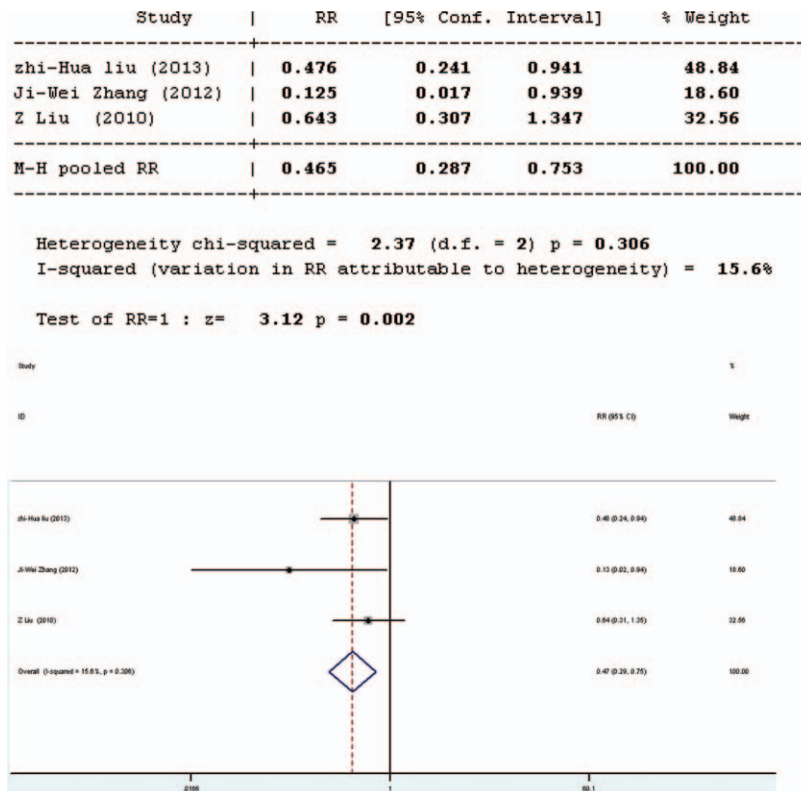 Study | RR [95% Conf. Interval] % Weight
zhi-Hua liu (2013) | 0.476 0.241 0.941 48.84
Ji-Wei Zhang (2012) | 0.125 0.017 0.939 18.60
Z Liu (2010) | 0.643 0.307 1.347 32.56
M-H pooled RR | 0.465 0.287 0.753 100.00
Heterogeneity chi-squared = 2.37 (d.f. = 2) p = 0.306
I-squared (variation in RR attributable to heterogeneity) = 15.6%
Test of RR=1 : z= 3.12 p = 0.002
Study %
ID RR (95% CI) Weight
zhi-Hua liu (2013) 0.48 (0.24, 0.94) 48.84
Ji-Wei Zhang (2012) 0.13 (0.02, 0.94) 18.60
Z Liu (2010) 0.64 (0.31, 1.35) 32.56
Overall (I-squared = 15.6%, p = 0.306) 0.47 (0.29, 0.75) 100.00
1 60.1